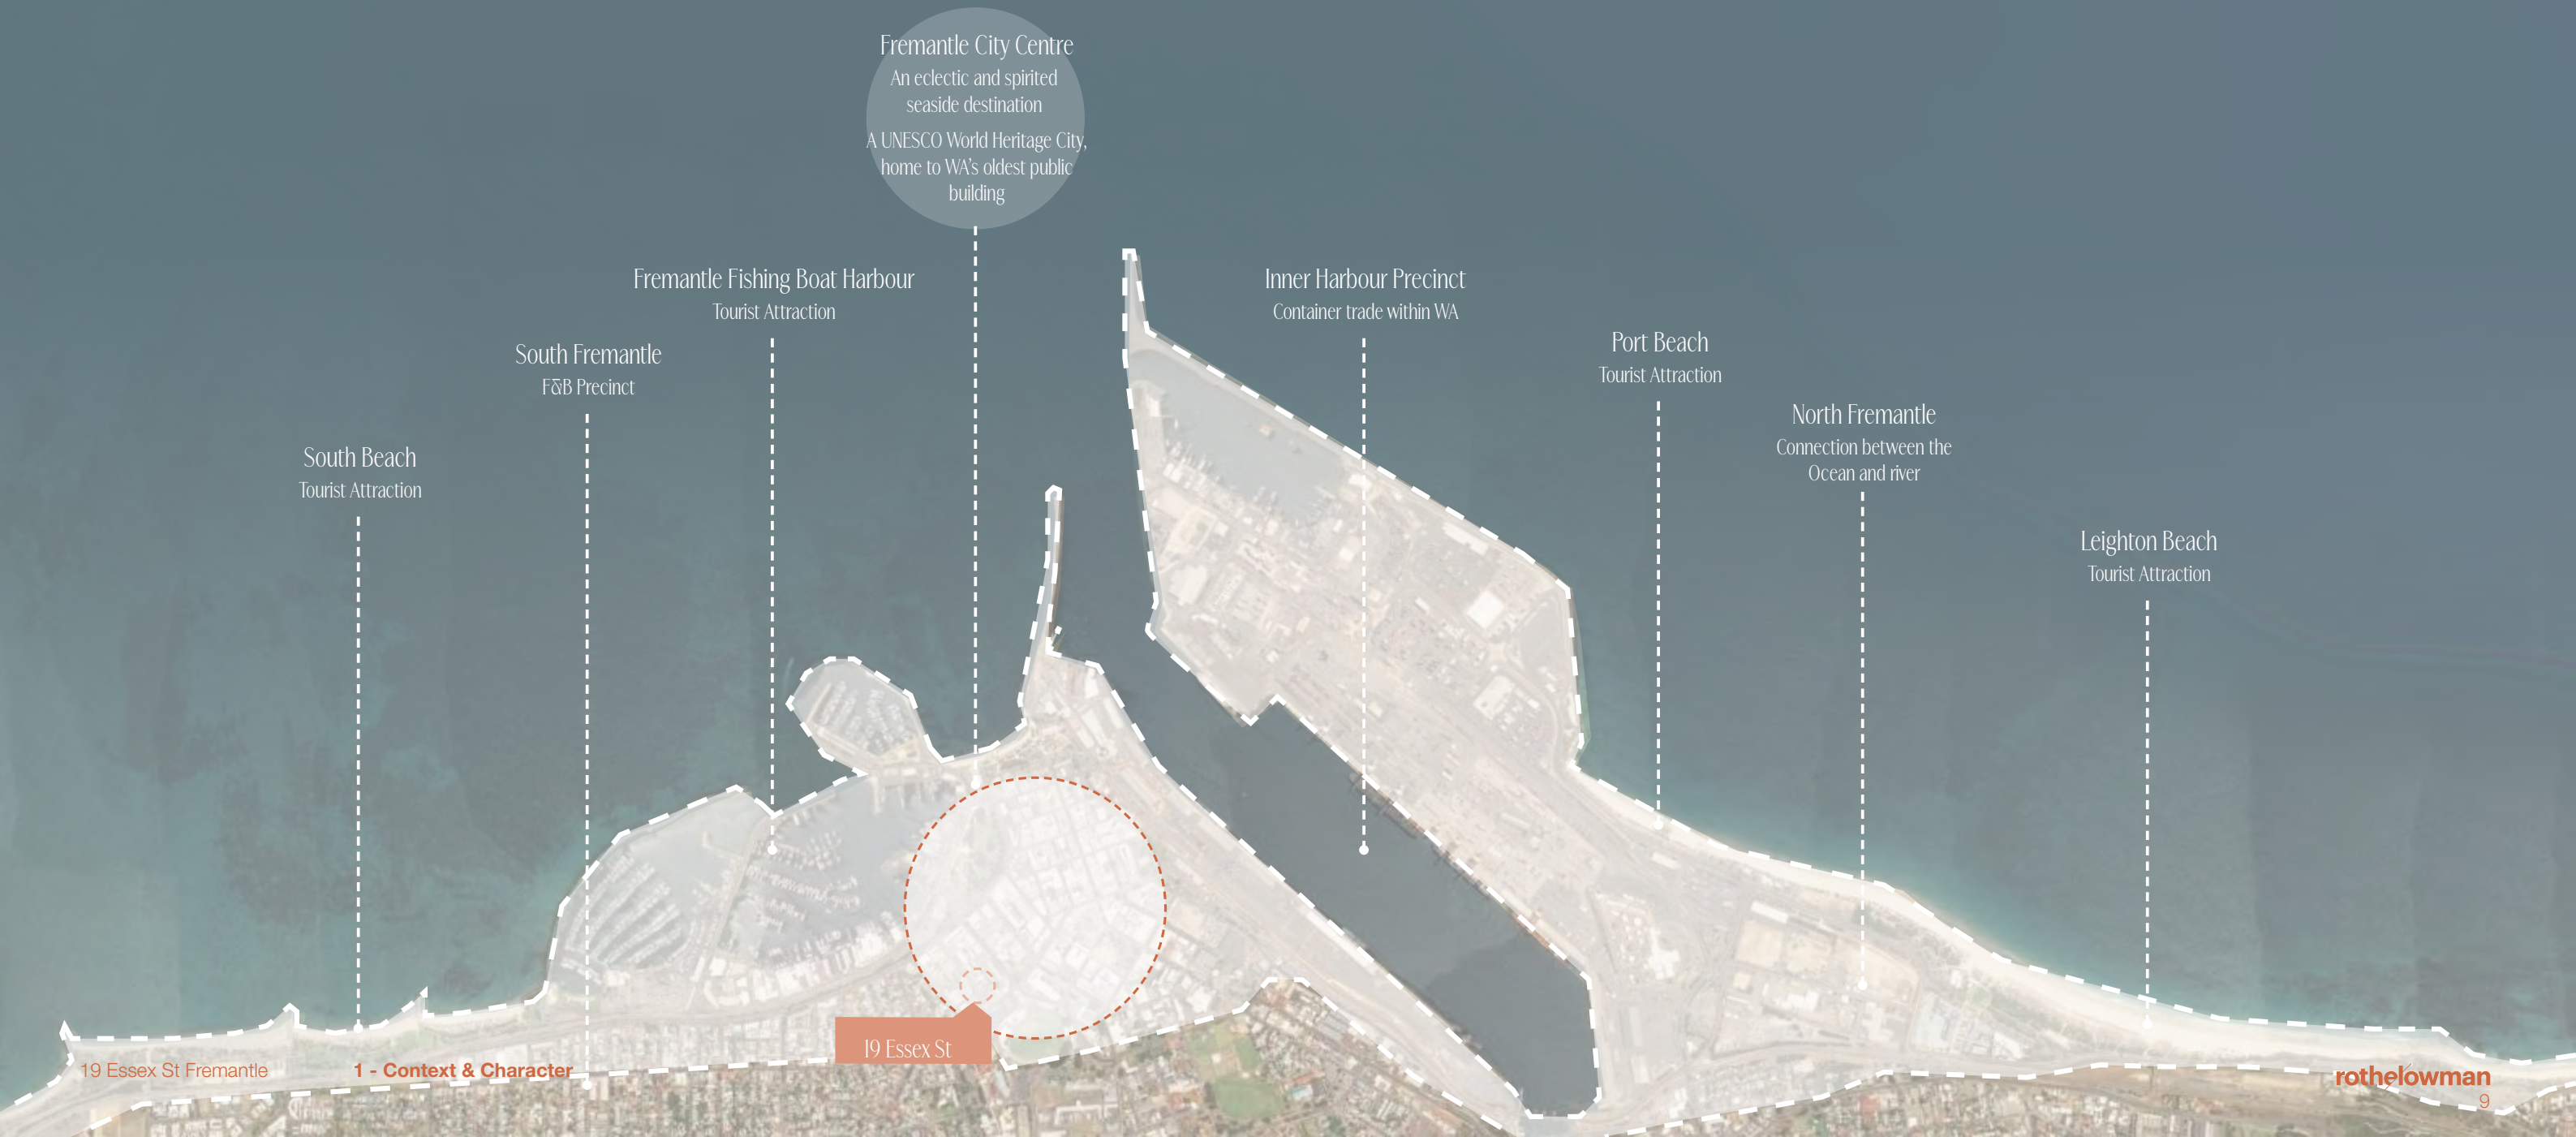 Fremantle City Centre
An eclectic and spirited
seaside destination
A UNESCO World Heritage City,
home to WA's oldest public
building
Fremantle Fishing Boat Harbour
Tourist Attraction
Inner Harbour Precinct
Container trade within WA
South Fremantle
F&B Precinct
Port Beach
Tourist Attraction
North Fremantle
Connection between the
Ocean and river
South Beach
Tourist Attraction
Leighton Beach
Tourist Attraction
19 Essex St
19 Essex St Fremantle
1 - Context & Character
rothelowman
9